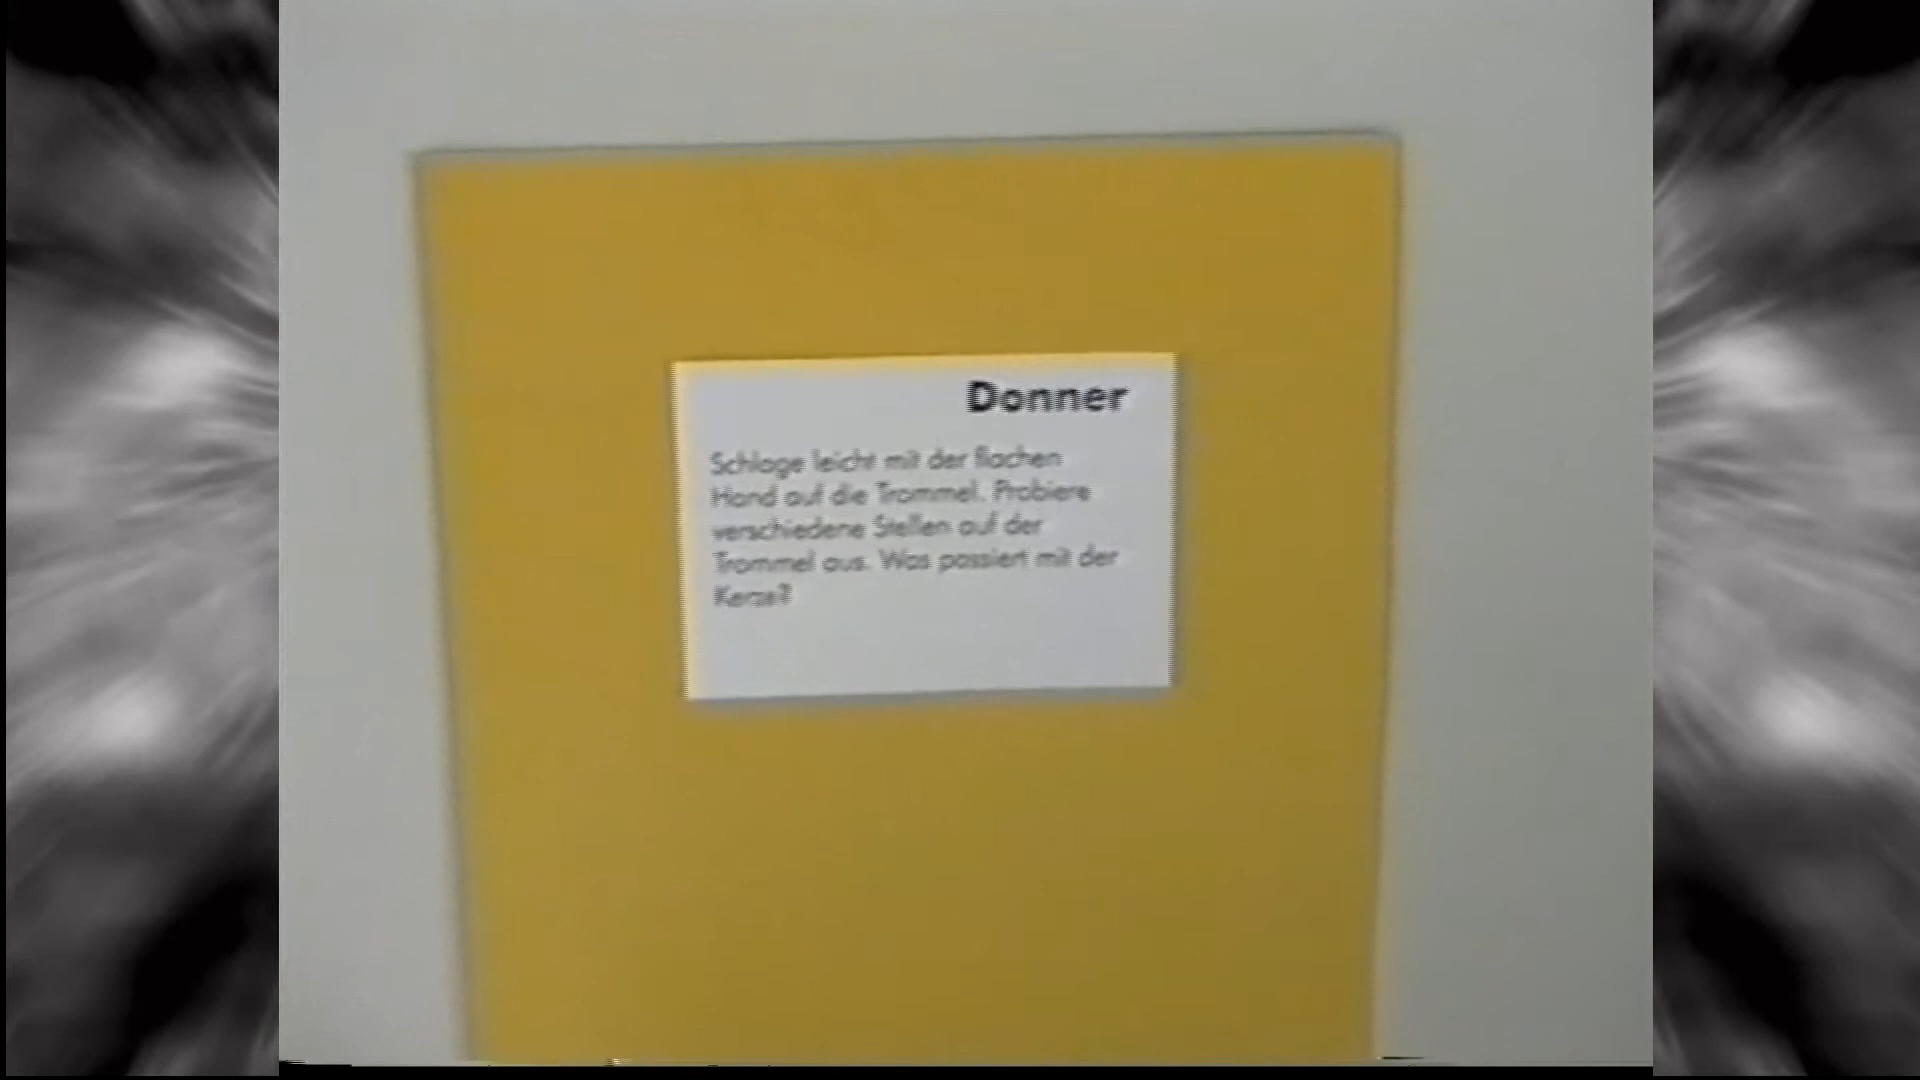 Donner
Schlage leicht mit der flachen
Hand auf die Trommel. Probiere
verschiedene Stellen auf der
Trommel aus. Was passiert mit der
Kerze?